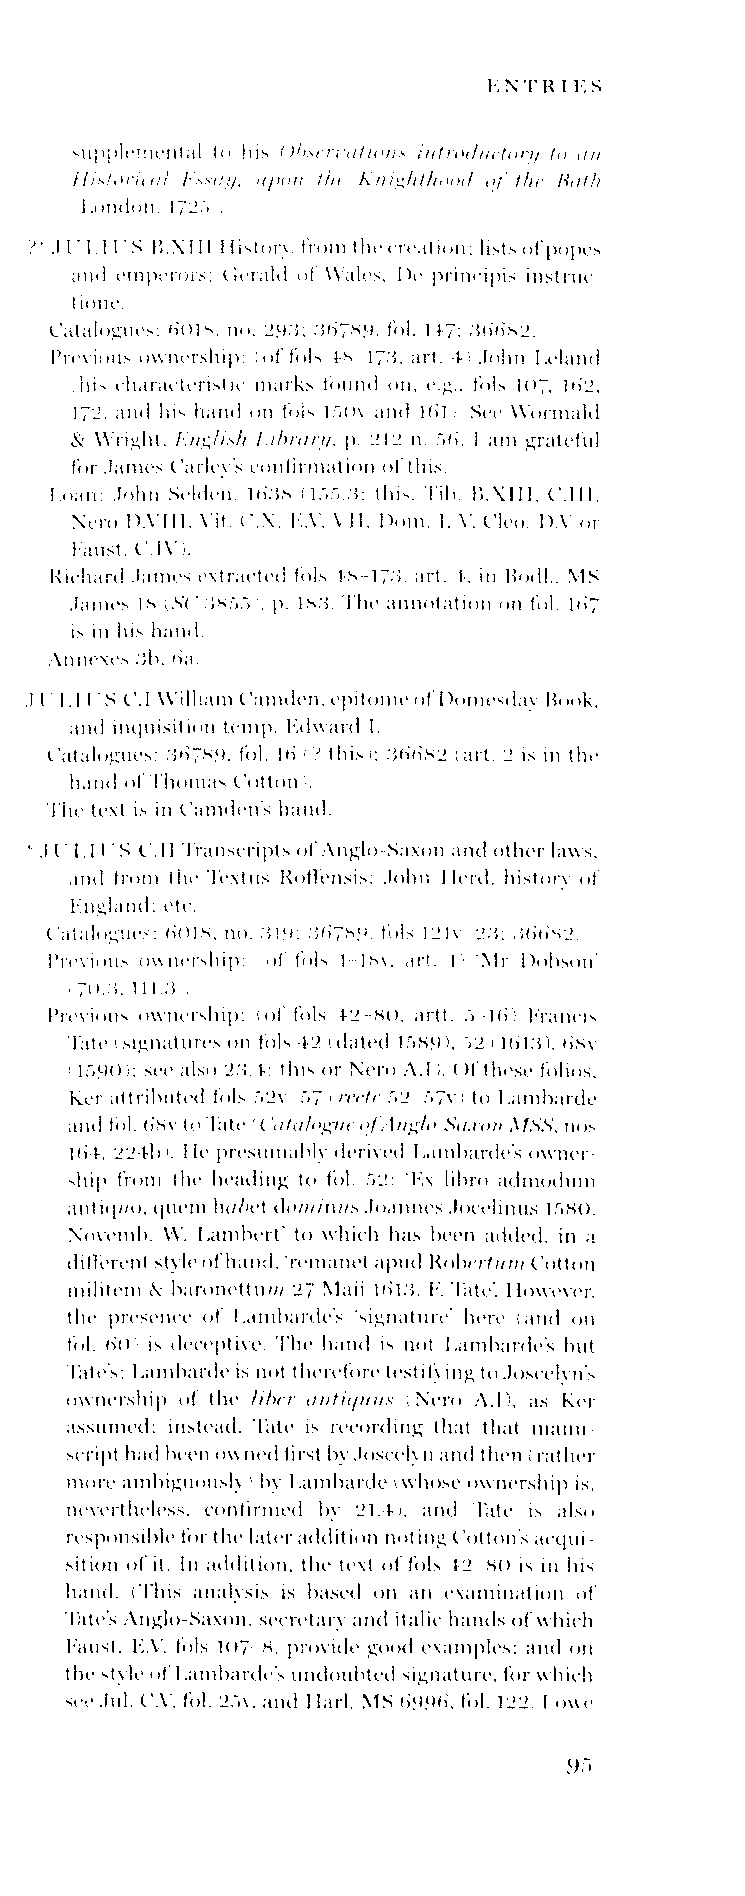 ENTRIES
supplemental to his Observations introductory to an
Historical Essay, upon the Knighthood of the Bath
(London, 1725).
?* JULIUS B.XIII History, from the creation; lists of popes
and emperors; Gerald of Wales, De principis instruc-
tione.
Catalogues: 6018, no. 293; 36789, fol. 147; 36682.
Previous ownership: (of fols 48–173, art. 4) John Leland
(his characteristic marks found on, e.g., fols 107, 162,
172, and his hand on fols 150v and 161). See Wormald
& Wright, English Library, p. 212 n. 56. I am grateful
for James Carley's confirmation of this.
Loan: John Selden, 1638 (155.3: this, Tib. B.XIII, C.III,
Nero D.VIII, Vit. C.X, E.V, VII, Dom. I, V, Cleo. D.V or
Faust. C.IV).
Richard James extracted fols 48–173, art. 4, in Bodl., MS
James 18 (SC 3855), p. 183. The annotation on fol. 167
is in his hand.
Annexes 3b, 6a.
JULIUS C.I William Camden, epitome of Domesday Book,
and inquisition temp. Edward I.
Catalogues: 36789, fol. 16 (? this); 36682 (art. 2 is in the
hand of Thomas Cotton).
The text is in Camden's hand.
* JULIUS C.II Transcripts of Anglo-Saxon and other laws,
and from the Textus Roffensis; John Herd, history of
England; etc.
Catalogues: 6018, no. 319; 36789, fols 121v–23; 36682.
Previous ownership: (of fols 1–18v, art. 1) 'Mr Dobson'
(70.3, 111.3).
Previous ownership: (of fols 42–80, artt. 5–16) Francis
Tate (signatures on fols 42 (dated 1589), 52 (1613), 68v
(1590); see also 23.4: this or Nero A.I). Of these folios,
Ker attributed fols 52v–57 (recte 52–57v) to Lambarde
and fol. 68v to Tate (Catalogue of Anglo-Saxon MSS, nos
164, 224b). He presumably derived Lambarde's owner-
ship from the heading to fol. 52: 'Ex libro admodum
antiquo, quem habet dominus Joannes Jocelinus 1580,
Novemb. W. Lambert' to which has been added, in a
different style of hand, 'remanet apud Robertum Cotton
militem & baronettum 27 Maii 1613. F. Tate'. However,
the presence of Lambarde's 'signature' here (and on
fol. 60) is deceptive. The hand is not Lambarde's but
Tate's: Lambarde is not therefore testifying to Joscelyn's
ownership of the liber antiquus (Nero A.I), as Ker
assumed; instead, Tate is recording that that manu-
script had been owned first by Joscelyn and then (rather
more ambiguously) by Lambarde (whose ownership is,
nevertheless, confirmed by 21.4), and Tate is also
responsible for the later addition noting Cotton's acqui-
sition of it. In addition, the text of fols 42–80 is in his
hand. (This analysis is based on an examination of
Tate's Anglo-Saxon, secretary and italic hands of which
Faust. E.V, fols 107–8, provide good examples; and on
the style of Lambarde's undoubted signature, for which
see Jul. C.V, fol. 25v, and Harl. MS 6996, fol. 122. I owe
95